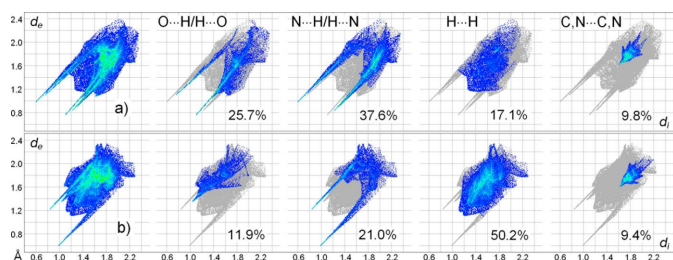 O···H/H···O N···H/H···N H···H C,N···C,N
2.4 dₑ
2.0
1.6
1.2 a)
0.8 25.7% 37.6% 17.1% 9.8% dᵢ
2.4 dₑ
2.0
1.6
1.2 b)
0.8 11.9% 21.0% 50.2% 9.4% dᵢ
Å 0.6 1.0 1.4 1.8 2.2 0.6 1.0 1.4 1.8 2.2 0.6 1.0 1.4 1.8 2.2 0.6 1.0 1.4 1.8 2.2 0.6 1.0 1.4 1.8 2.2